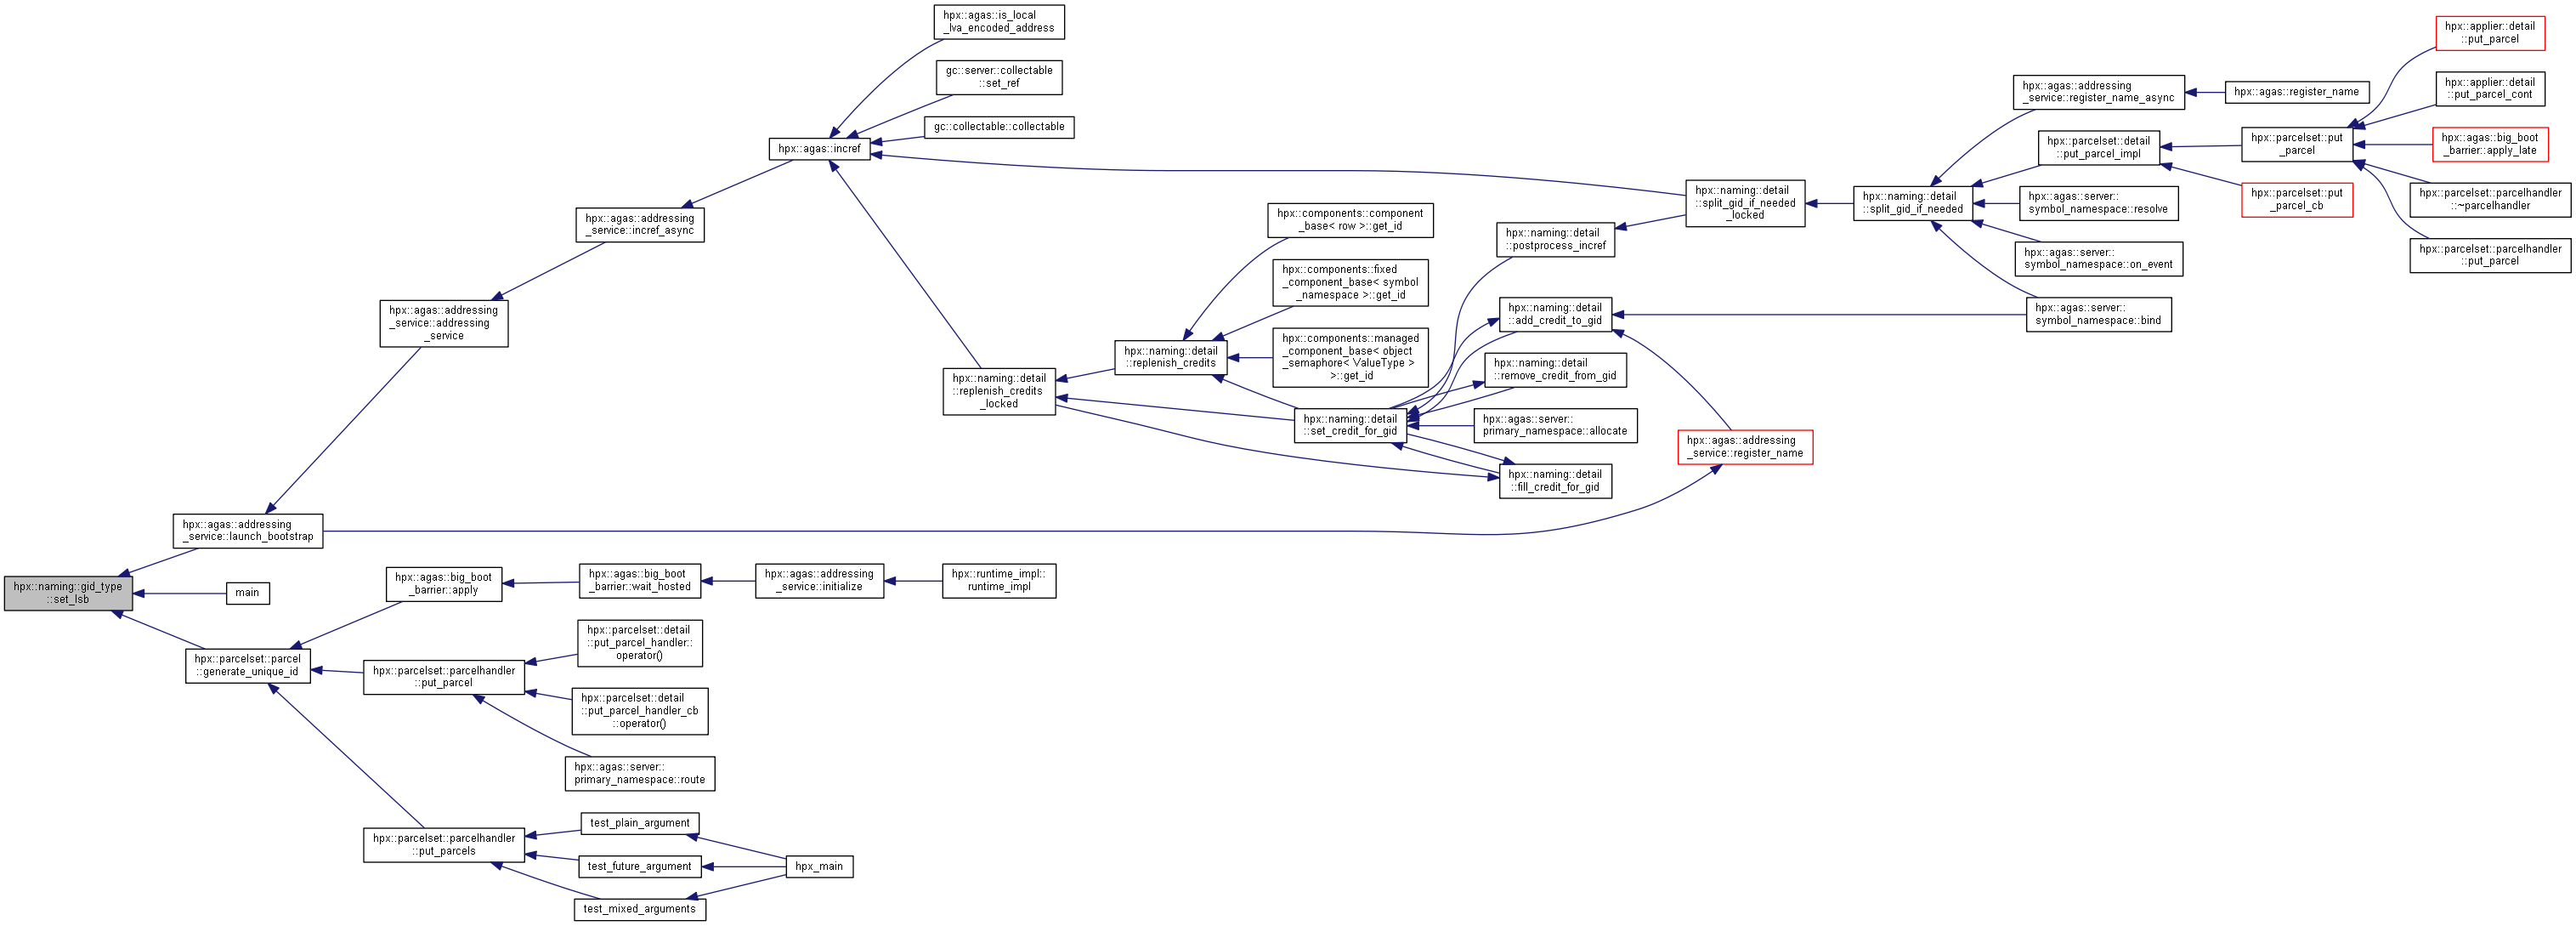 hpx::naming::gid_type
::set_lsb
hpx::agas::addressing
_service::launch_bootstrap
main
hpx::parcelset::parcel
::generate_unique_id
hpx::agas::addressing
_service::addressing
_service
hpx::agas::addressing
_service::incref_async
hpx::agas::incref
hpx::agas::is_local
_lva_encoded_address
gc::server::collectable
::set_ref
gc::collectable::collectable
hpx::naming::detail
::replenish_credits
_locked
hpx::naming::detail
::replenish_credits
hpx::components::component
_base< row >::get_id
hpx::components::fixed
_component_base< symbol
_namespace >::get_id
hpx::components::managed
_component_base< object
_semaphore< ValueType >
>::get_id
hpx::naming::detail
::set_credit_for_gid
hpx::naming::detail
::postprocess_incref
hpx::naming::detail
::add_credit_to_gid
hpx::naming::detail
::remove_credit_from_gid
hpx::agas::server::
primary_namespace::allocate
hpx::naming::detail
::fill_credit_for_gid
hpx::naming::detail
::split_gid_if_needed
_locked
hpx::agas::addressing
_service::register_name
hpx::naming::detail
::split_gid_if_needed
hpx::agas::addressing
_service::register_name_async
hpx::parcelset::detail
::put_parcel_impl
hpx::agas::server::
symbol_namespace::resolve
hpx::agas::server::
symbol_namespace::on_event
hpx::agas::server::
symbol_namespace::bind
hpx::agas::register_name
hpx::parcelset::put
_parcel
hpx::parcelset::put
_parcel_cb
hpx::applier::detail
::put_parcel
hpx::applier::detail
::put_parcel_cont
hpx::agas::big_boot
_barrier::apply_late
hpx::parcelset::parcelhandler
::~parcelhandler
hpx::parcelset::parcelhandler
::put_parcel
hpx::agas::big_boot
_barrier::apply
hpx::agas::big_boot
_barrier::wait_hosted
hpx::agas::addressing
_service::initialize
hpx::runtime_impl::
runtime_impl
hpx::parcelset::parcelhandler
::put_parcel
hpx::parcelset::detail
::put_parcel_handler::
operator()
hpx::parcelset::detail
::put_parcel_handler_cb
::operator()
hpx::agas::server::
primary_namespace::route
hpx::parcelset::parcelhandler
::put_parcels
test_plain_argument
test_future_argument
test_mixed_arguments
hpx_main